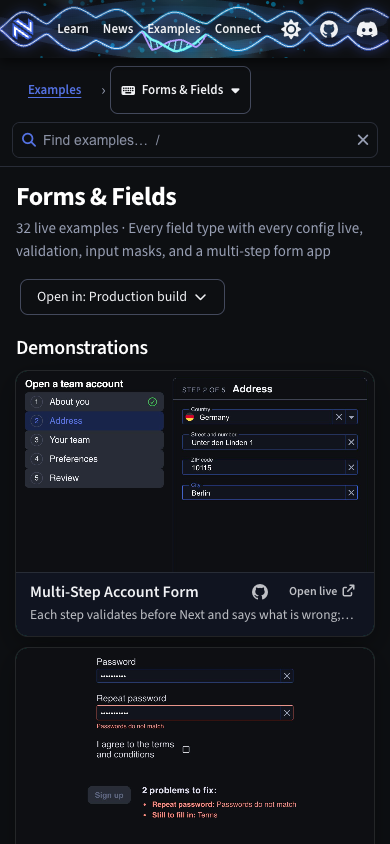 Learn News Examples Connect
Examples › Forms & Fields
Find examples… /
Forms & Fields
32 live examples · Every field type with every config live,
validation, input masks, and a multi-step form app
Open in: Production build
Demonstrations
Open a team account
1 About you
2 Address
3 Your team
4 Preferences
5 Review
STEP 2 OF 5 Address
Country
Germany
Street and number
Unter den Linden 1
ZIP code
10115
City
Berlin
Multi-Step Account Form
Open live
Each step validates before Next and says what is wrong;…
Password
Repeat password
Passwords do not match
I agree to the terms
and conditions
Sign up
2 problems to fix:
• Repeat password: Passwords do not match
• Still to fill in: Terms